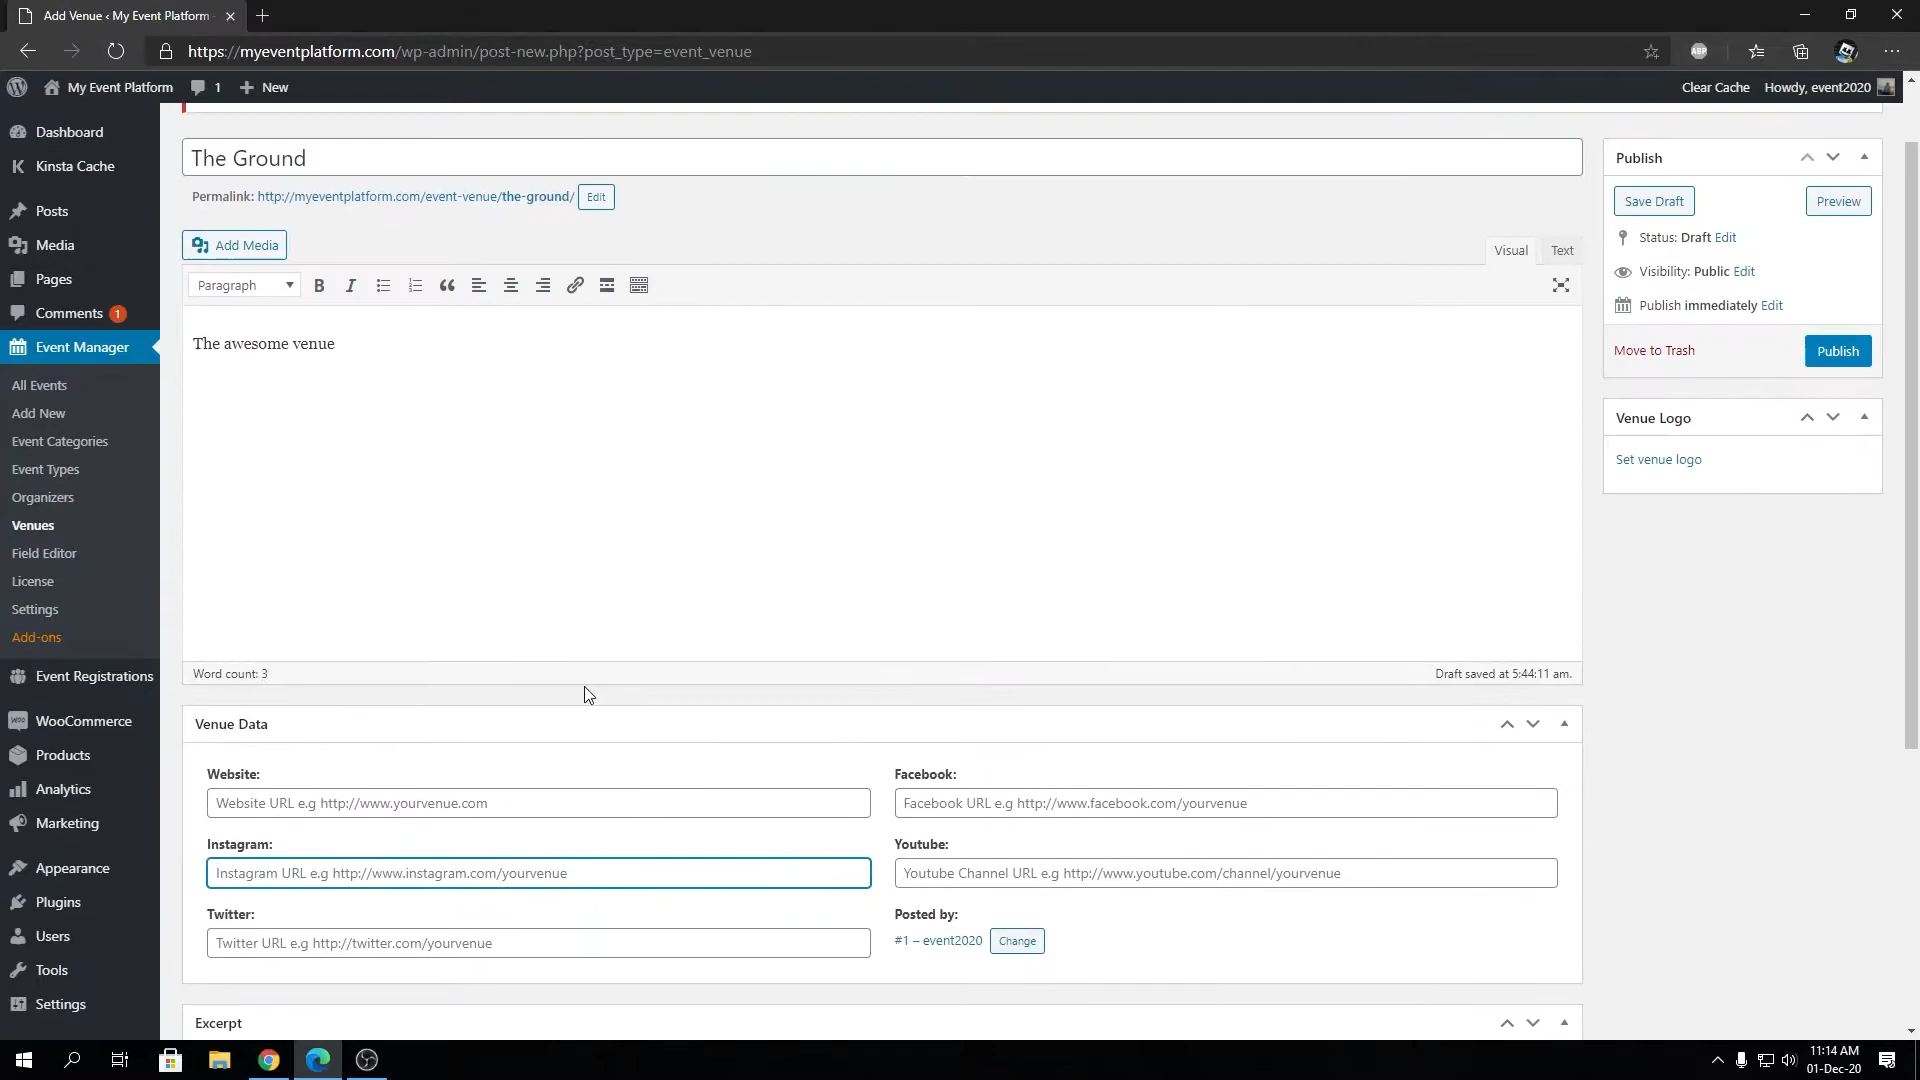 Add Venue ‹ My Event Platform
https://myeventplatform.com/wp-admin/post-new.php?post_type=event_venue
ABP
My Event Platform
1
New
Clear Cache
Howdy, event2020
Dashboard
Kinsta Cache
Posts
Media
Pages
Comments 1
Event Manager
All Events
Add New
Event Categories
Event Types
Organizers
Venues
Field Editor
License
Settings
Add-ons
Event Registrations
WooCommerce
Products
Analytics
Marketing
Appearance
Plugins
Users
Tools
Settings
The Ground
Permalink: http://myeventplatform.com/event-venue/the-ground/ Edit
Add Media
Visual
Text
Paragraph
B
I
The awesome venue
Word count: 3
Draft saved at 5:44:11 am.
Venue Data
Website:
Website URL e.g http://www.yourvenue.com
Facebook:
Facebook URL e.g http://www.facebook.com/yourvenue
Instagram:
Instagram URL e.g http://www.instagram.com/yourvenue
Youtube:
Youtube Channel URL e.g http://www.youtube.com/channel/yourvenue
Twitter:
Twitter URL e.g http://twitter.com/yourvenue
Posted by:
#1 – event2020 Change
Excerpt
Publish
Save Draft
Preview
Status: Draft Edit
Visibility: Public Edit
Publish immediately Edit
Move to Trash
Publish
Venue Logo
Set venue logo
11:14 AM
01-Dec-20